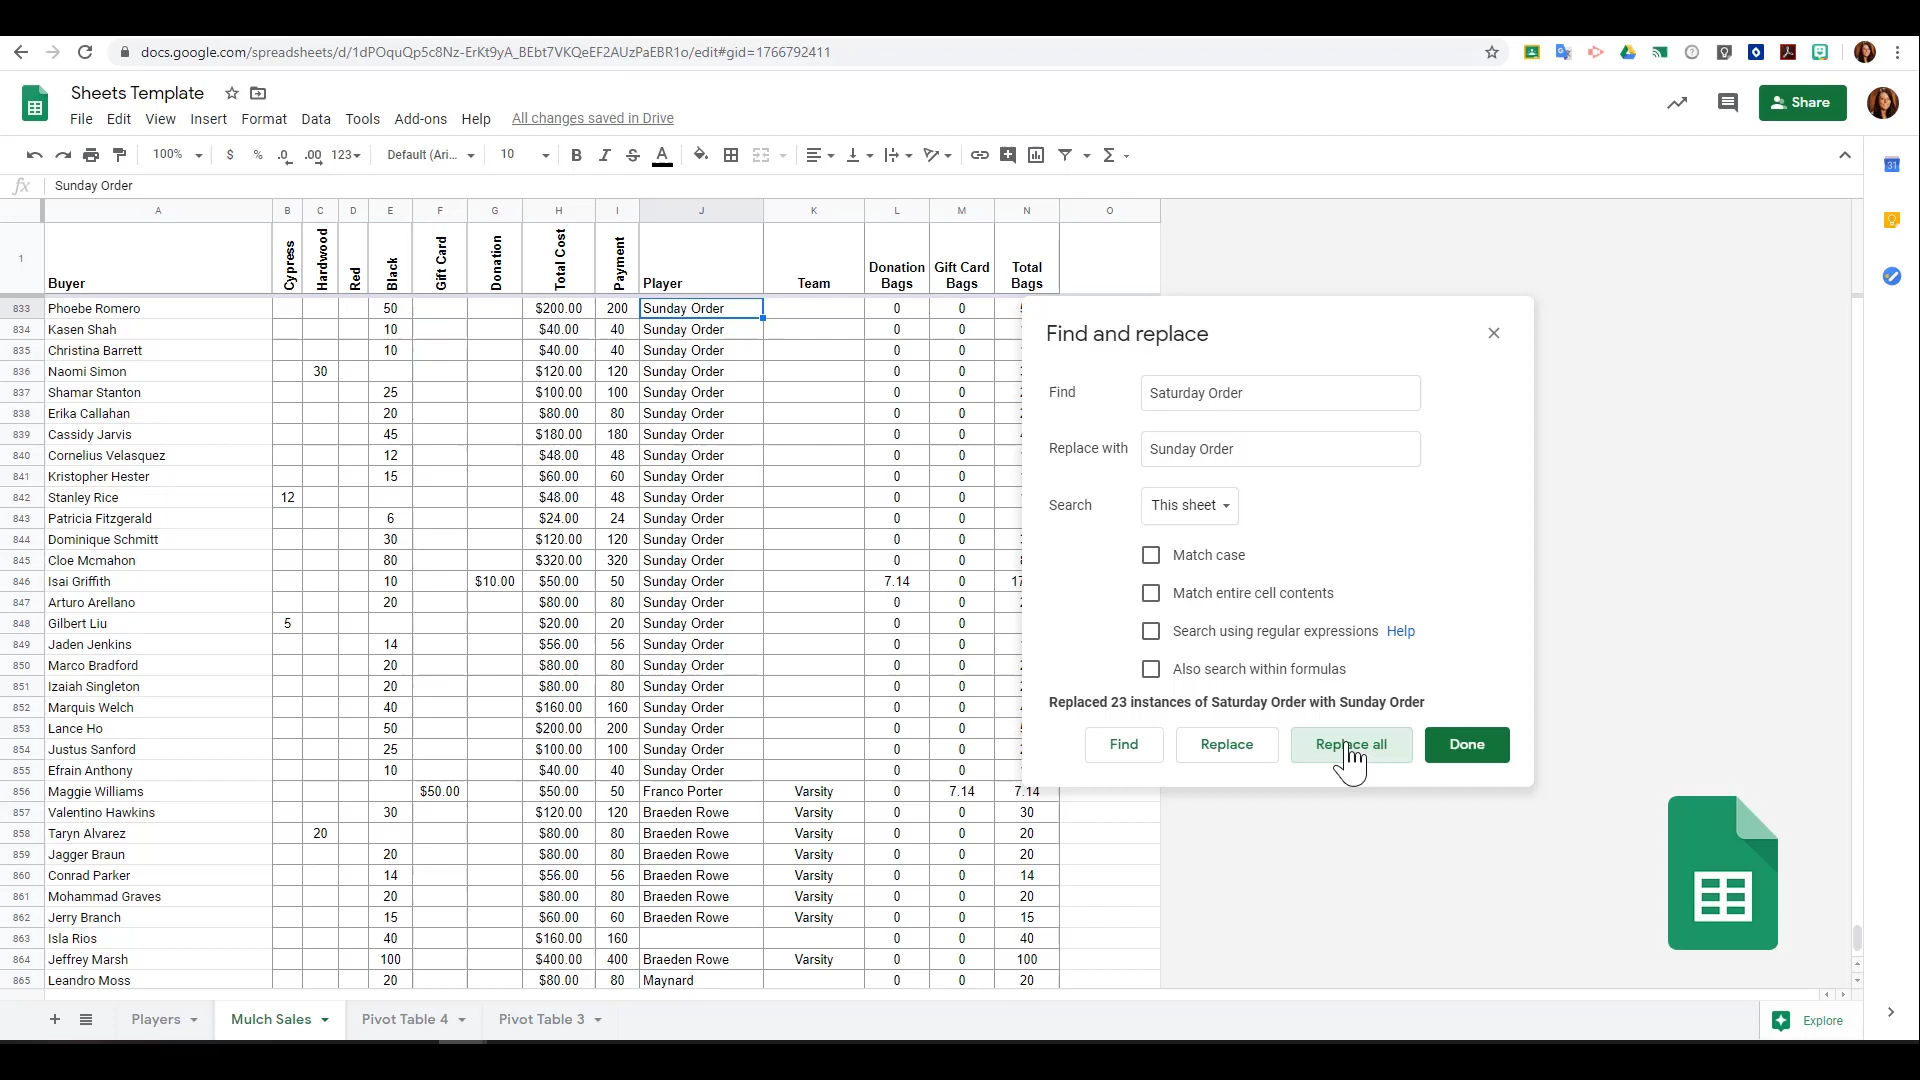 docs.google.com/spreadsheets/d/1dPOquQp5c8Nz-ErKt9yA_BEbt7VKQeEF2AUzPaEBR1o/edit#gid=1766792411
Sheets Template
File Edit View Insert Format Data Tools Add-ons Help All changes saved in Drive
Share
100% $ % .0 .00 123 Default (Ari... 10 B I S A Σ
31
fx Sunday Order
A B C D E F G H I J K L M N O
1 Buyer Cypress Hardwood Red Black Gift Card Donation Total Cost Payment Player Team Donation Bags Gift Card Bags Total Bags
833 Phoebe Romero 50 $200.00 200 Sunday Order 0 0
834 Kasen Shah 10 $40.00 40 Sunday Order 0 0
835 Christina Barrett 10 $40.00 40 Sunday Order 0 0
836 Naomi Simon 30 $120.00 120 Sunday Order 0 0
837 Shamar Stanton 25 $100.00 100 Sunday Order 0 0
838 Erika Callahan 20 $80.00 80 Sunday Order 0 0
839 Cassidy Jarvis 45 $180.00 180 Sunday Order 0 0
840 Cornelius Velasquez 12 $48.00 48 Sunday Order 0 0
841 Kristopher Hester 15 $60.00 60 Sunday Order 0 0
842 Stanley Rice 12 $48.00 48 Sunday Order 0 0
843 Patricia Fitzgerald 6 $24.00 24 Sunday Order 0 0
844 Dominique Schmitt 30 $120.00 120 Sunday Order 0 0
845 Cloe Mcmahon 80 $320.00 320 Sunday Order 0 0
846 Isai Griffith 10 $10.00 $50.00 50 Sunday Order 7.14 0
847 Arturo Arellano 20 $80.00 80 Sunday Order 0 0
848 Gilbert Liu 5 $20.00 20 Sunday Order 0 0
849 Jaden Jenkins 14 $56.00 56 Sunday Order 0 0
850 Marco Bradford 20 $80.00 80 Sunday Order 0 0
851 Izaiah Singleton 20 $80.00 80 Sunday Order 0 0
852 Marquis Welch 40 $160.00 160 Sunday Order 0 0
853 Lance Ho 50 $200.00 200 Sunday Order 0 0
854 Justus Sanford 25 $100.00 100 Sunday Order 0 0
855 Efrain Anthony 10 $40.00 40 Sunday Order 0 0
856 Maggie Williams $50.00 $50.00 50 Franco Porter Varsity 0 7.14 7.14
857 Valentino Hawkins 30 $120.00 120 Braeden Rowe Varsity 0 0 30
858 Taryn Alvarez 20 $80.00 80 Braeden Rowe Varsity 0 0 20
859 Jagger Braun 20 $80.00 80 Braeden Rowe Varsity 0 0 20
860 Conrad Parker 14 $56.00 56 Braeden Rowe Varsity 0 0 14
861 Mohammad Graves 20 $80.00 80 Braeden Rowe Varsity 0 0 20
862 Jerry Branch 15 $60.00 60 Braeden Rowe Varsity 0 0 15
863 Isla Rios 40 $160.00 160 0 0 40
864 Jeffrey Marsh 100 $400.00 400 Braeden Rowe Varsity 0 0 100
865 Leandro Moss 20 $80.00 80 Maynard 0 0 20
Find and replace
Find Saturday Order
Replace with Sunday Order
Search This sheet
Match case
Match entire cell contents
Search using regular expressions Help
Also search within formulas
Replaced 23 instances of Saturday Order with Sunday Order
Find Replace Replace all Done
Players Mulch Sales Pivot Table 4 Pivot Table 3
Explore